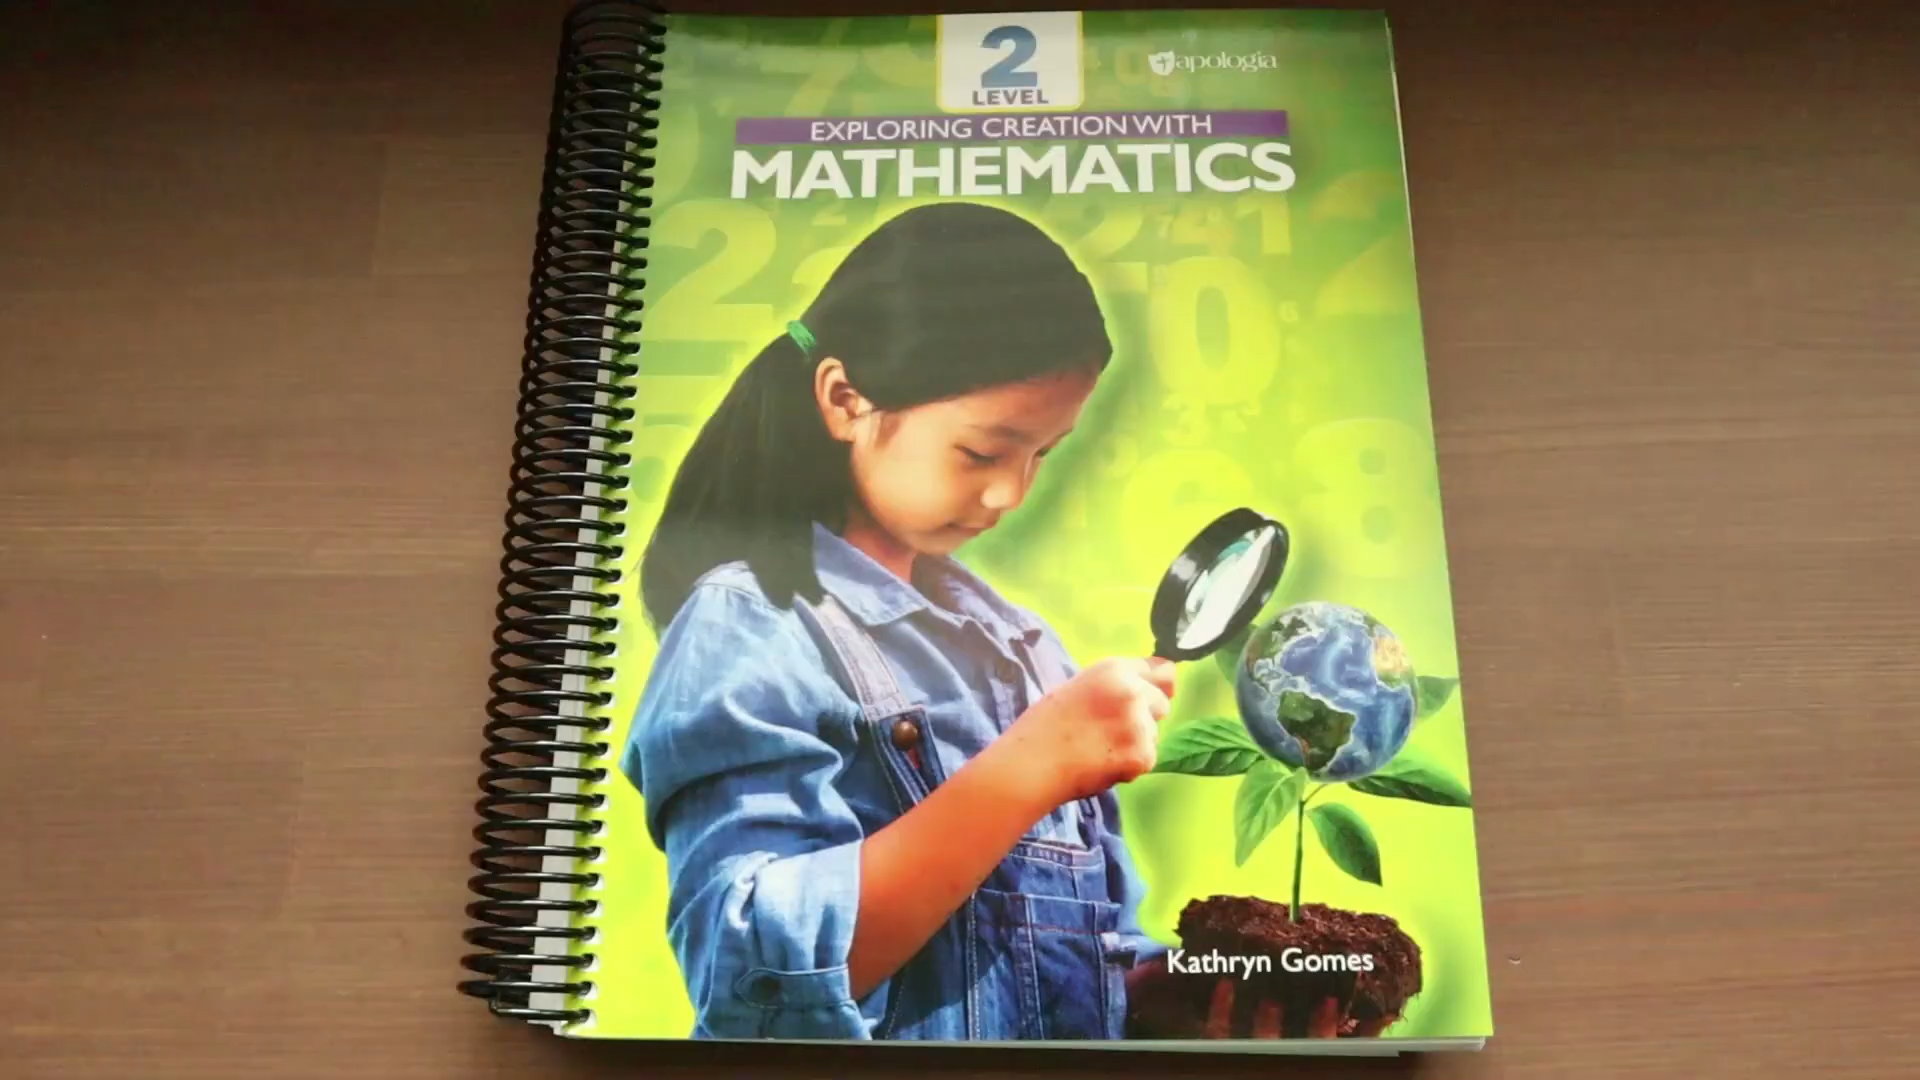 2
LEVEL
apologia
EXPLORING CREATION WITH
MATHEMATICS
Kathryn Gomes